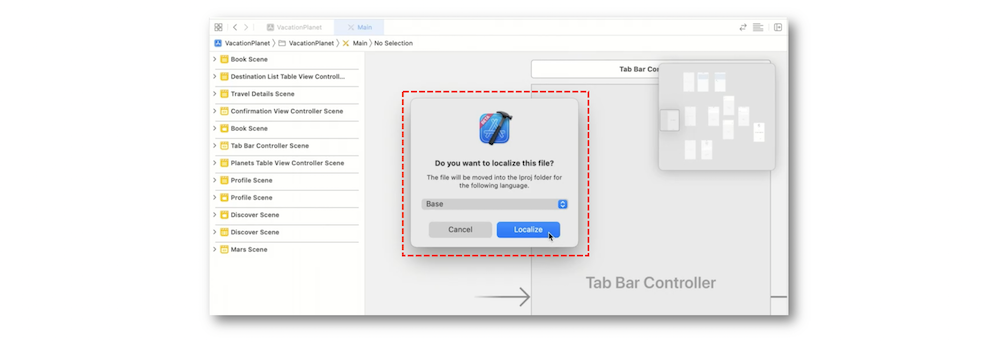 VacationPlanet
Main
VacationPlanet
VacationPlanet
Main
No Selection
Book Scene
Destination List Table View Controll...
Travel Details Scene
Confirmation View Controller Scene
Book Scene
Tab Bar Controller Scene
Planets Table View Controller Scene
Profile Scene
Profile Scene
Discover Scene
Discover Scene
Mars Scene
Tab Bar Co
BETA
Do you want to localize this file?
The file will be moved into the lproj folder for
the following language.
Base
Cancel
Localize
Tab Bar Controller